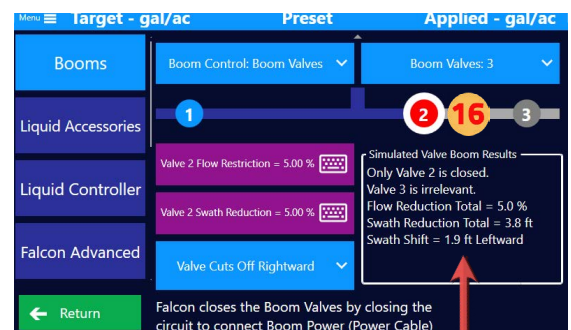 Menu Target - gal/ac Preset Applied - gal/ac
Booms
Boom Control: Boom Valves
Boom Valves: 3
Liquid Accessories
1 2 16 3
Liquid Controller
Valve 2 Flow Restriction = 5.00 %
Valve 2 Swath Reduction = 5.00 %
Simulated Valve Boom Results
Only Valve 2 is closed.
Valve 3 is irrelevant.
Flow Reduction Total = 5.0 %
Swath Reduction Total = 3.8 ft
Swath Shift = 1.9 ft Leftward
Falcon Advanced
Valve Cuts Off Rightward
Return
Falcon closes the Boom Valves by closing the
circuit to connect Boom Power (Power Cable)